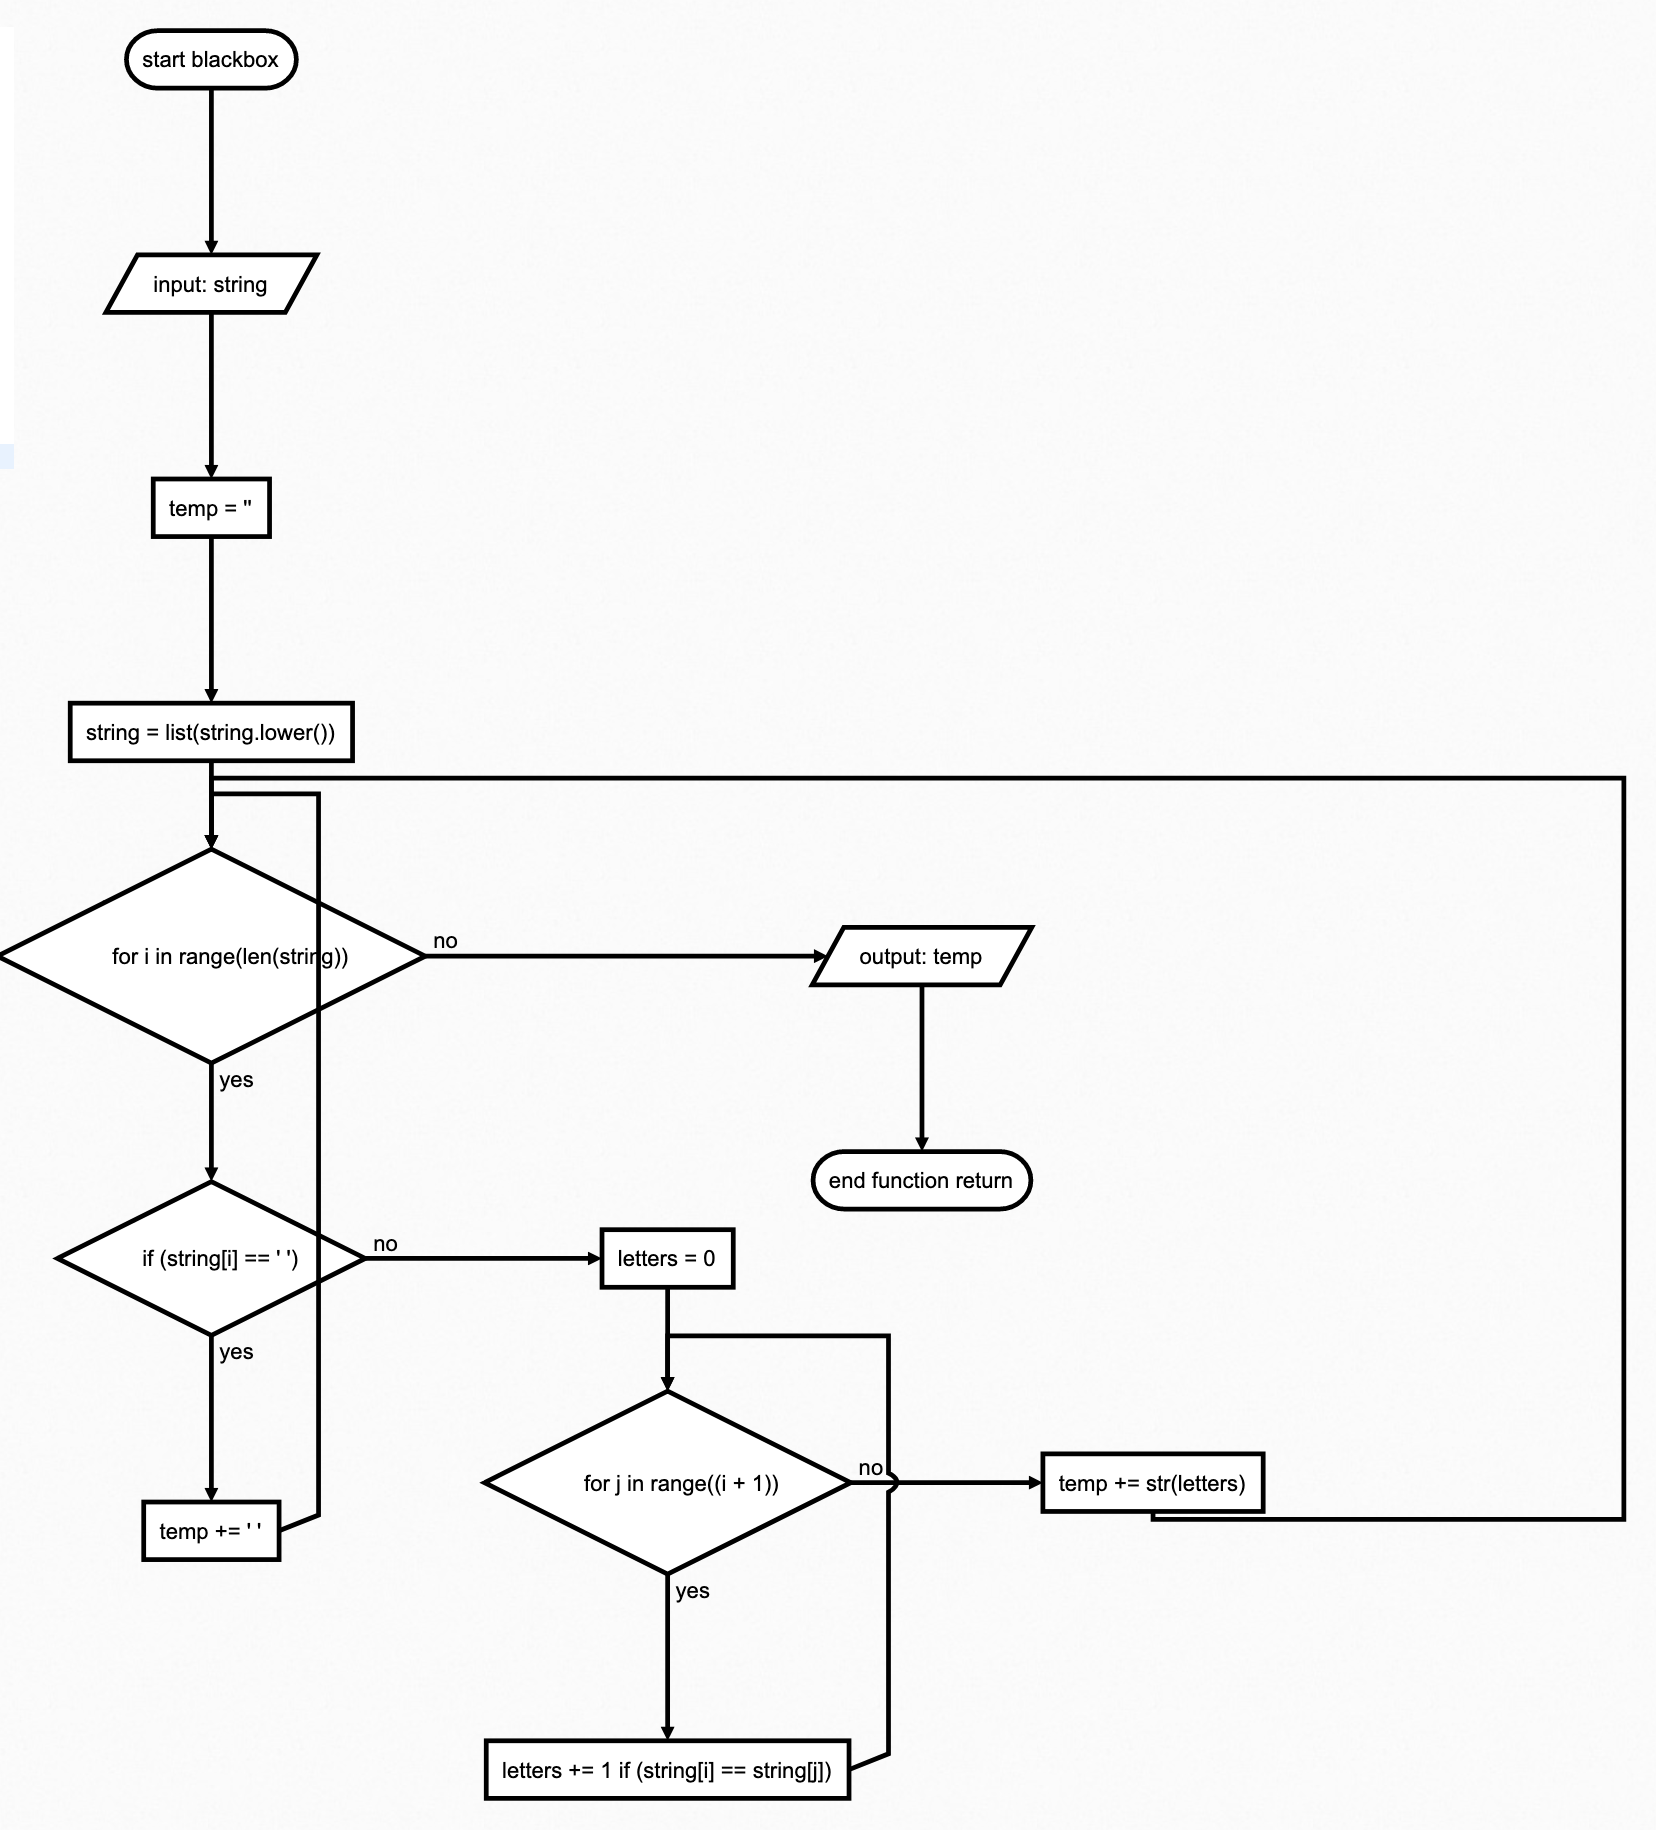 start blackbox
input: string
temp = ''
string = list(string.lower())
for i in range(len(string))
no
output: temp
yes
end function return
if (string[i] == ' ')
no
letters = 0
yes
for j in range((i + 1))
no
temp += str(letters)
temp += ' '
yes
letters += 1 if (string[i] == string[j])